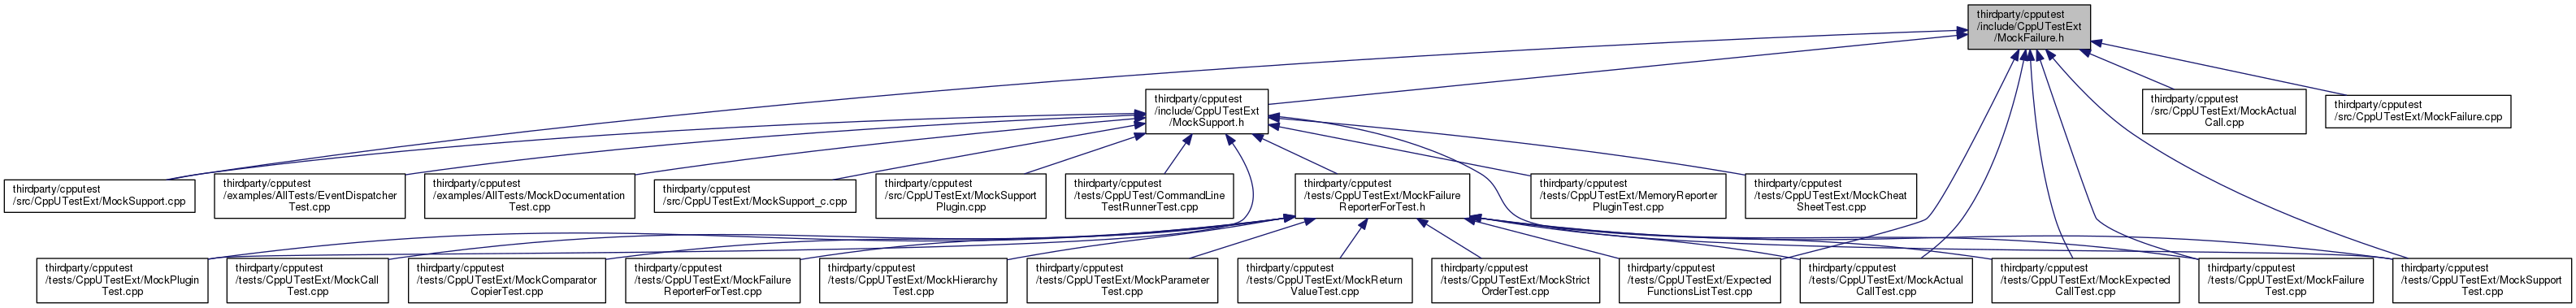 thirdparty/cpputest
/include/CppUTestExt
/MockFailure.h
thirdparty/cpputest
/include/CppUTestExt
/MockSupport.h
thirdparty/cpputest
/src/CppUTestExt/MockActual
Call.cpp
thirdparty/cpputest
/src/CppUTestExt/MockFailure.cpp
thirdparty/cpputest
/src/CppUTestExt/MockSupport.cpp
thirdparty/cpputest
/examples/AllTests/EventDispatcher
Test.cpp
thirdparty/cpputest
/examples/AllTests/MockDocumentation
Test.cpp
thirdparty/cpputest
/src/CppUTestExt/MockSupport_c.cpp
thirdparty/cpputest
/src/CppUTestExt/MockSupport
Plugin.cpp
thirdparty/cpputest
/tests/CppUTest/CommandLine
TestRunnerTest.cpp
thirdparty/cpputest
/tests/CppUTestExt/MockFailure
ReporterForTest.h
thirdparty/cpputest
/tests/CppUTestExt/MemoryReporter
PluginTest.cpp
thirdparty/cpputest
/tests/CppUTestExt/MockCheat
SheetTest.cpp
thirdparty/cpputest
/tests/CppUTestExt/MockPlugin
Test.cpp
thirdparty/cpputest
/tests/CppUTestExt/MockCall
Test.cpp
thirdparty/cpputest
/tests/CppUTestExt/MockComparator
CopierTest.cpp
thirdparty/cpputest
/tests/CppUTestExt/MockFailure
ReporterForTest.cpp
thirdparty/cpputest
/tests/CppUTestExt/MockHierarchy
Test.cpp
thirdparty/cpputest
/tests/CppUTestExt/MockParameter
Test.cpp
thirdparty/cpputest
/tests/CppUTestExt/MockReturn
ValueTest.cpp
thirdparty/cpputest
/tests/CppUTestExt/MockStrict
OrderTest.cpp
thirdparty/cpputest
/tests/CppUTestExt/Expected
FunctionsListTest.cpp
thirdparty/cpputest
/tests/CppUTestExt/MockActual
CallTest.cpp
thirdparty/cpputest
/tests/CppUTestExt/MockExpected
CallTest.cpp
thirdparty/cpputest
/tests/CppUTestExt/MockFailure
Test.cpp
thirdparty/cpputest
/tests/CppUTestExt/MockSupport
Test.cpp